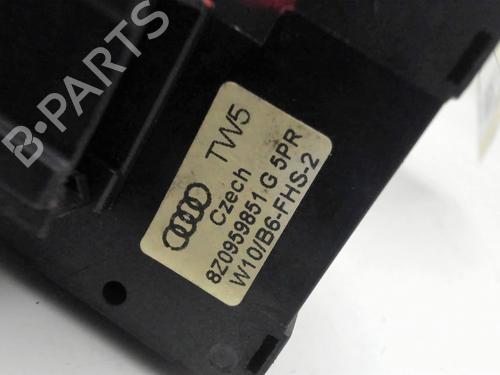 B-PARTS
TW5
Czech
8Z0959851 G 5PR
W10/B6-FHS-2